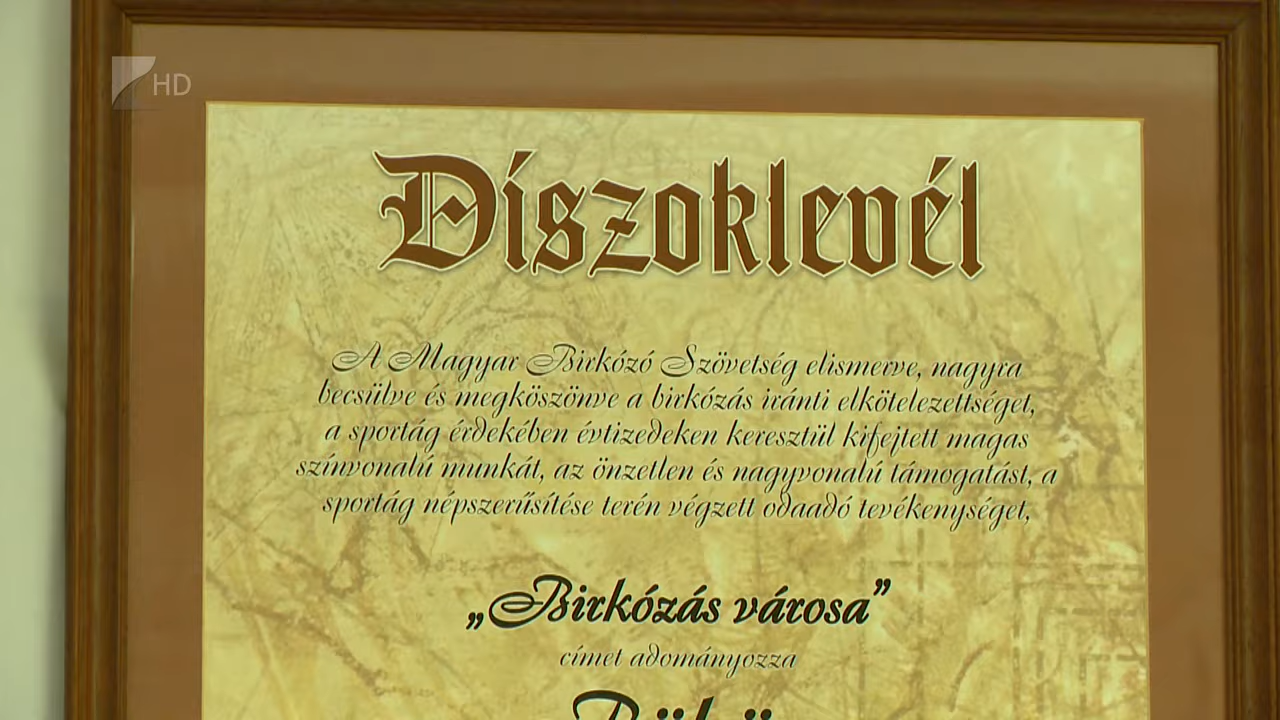 HD
Díszoklevél
A Magyar Birkózó Szövetség elismerve, nagyra
becsülve és megköszönve a birkózás iránti elkötelezettséget,
a sportág érdekében évtizedeken keresztül kifejtett magas
színvonalú munkát, az önzetlen és nagyvonalú támogatást, a
sportág népszerűsítése terén végzett odaadó tevékenységet,
„Birkózás városa”
címet adományozza